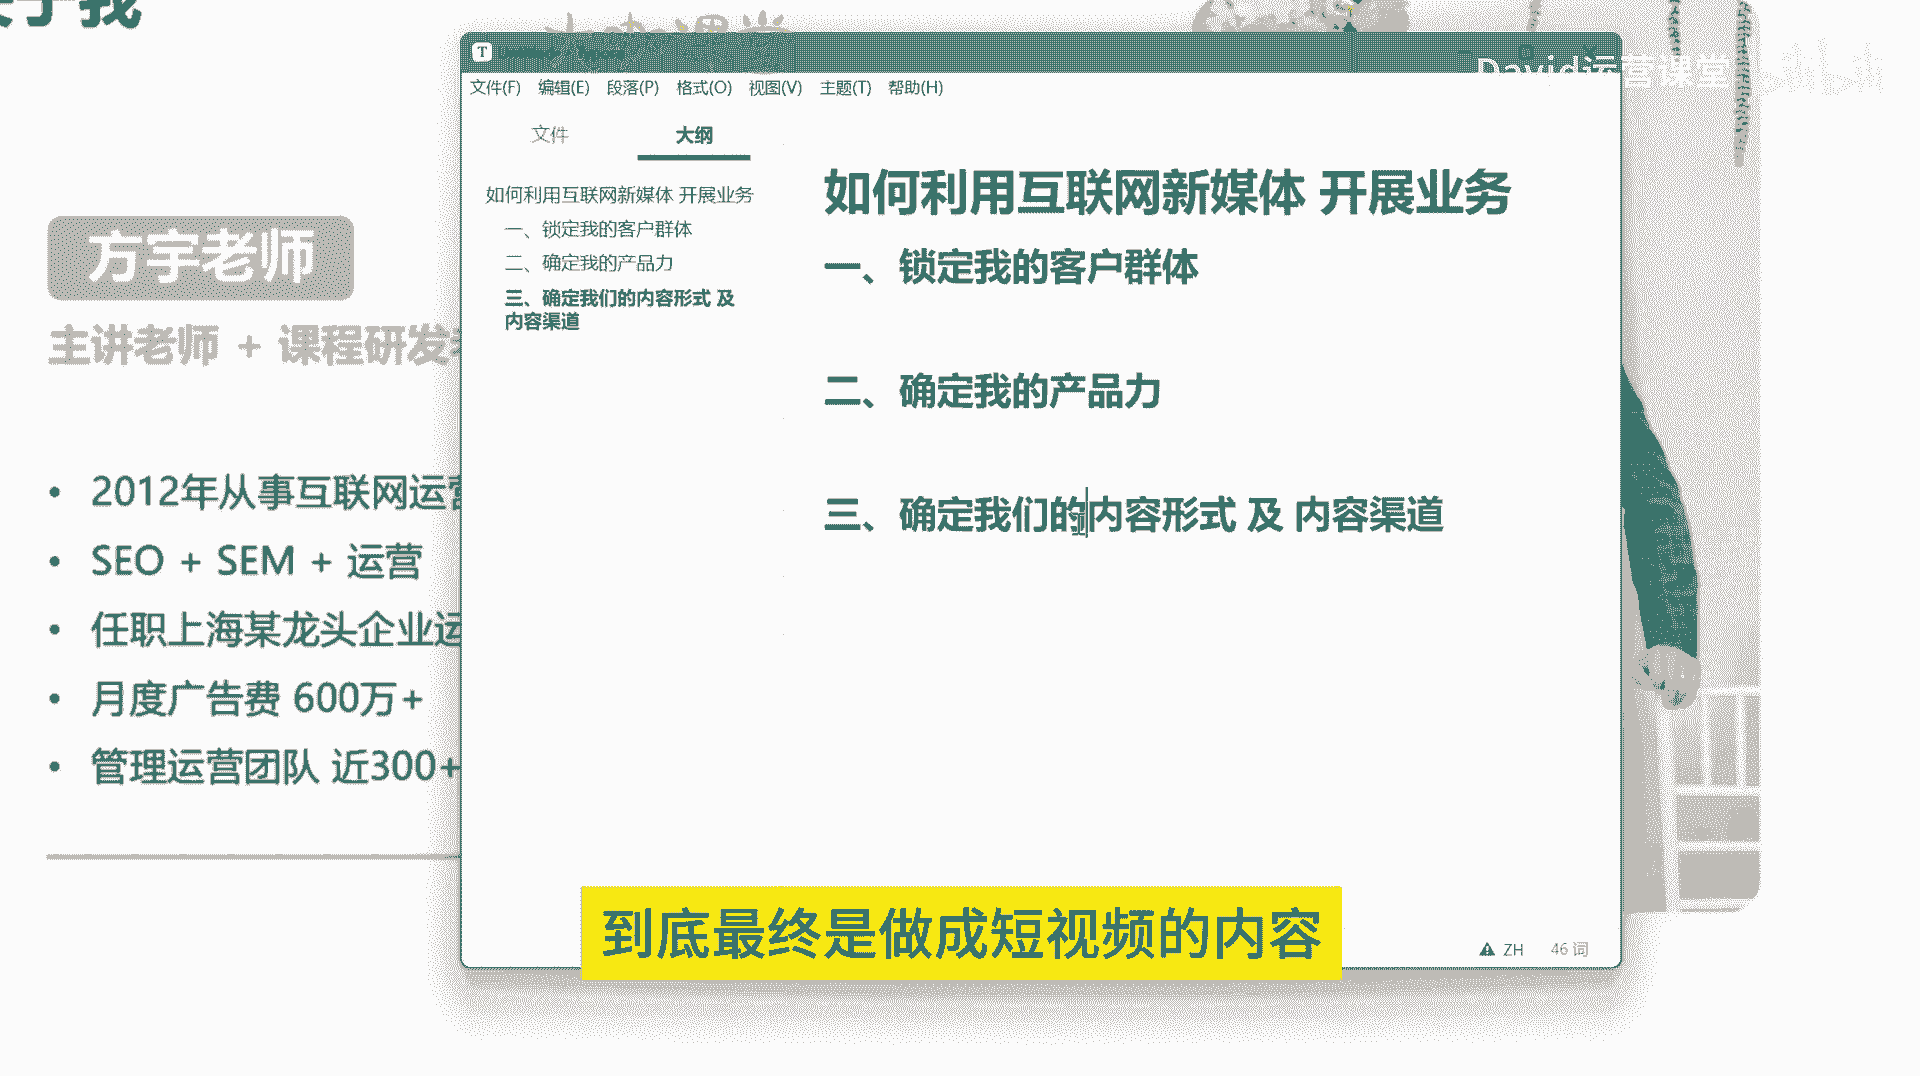 David运营课堂
文件(F) 编辑(E) 段落(P) 格式(O) 视图(V) 主题(T) 帮助(H)
文件 大纲
如何利用互联网新媒体 开展业务
一、锁定我的客户群体
二、确定我的产品力
三、确定我们的内容形式 及
内容渠道
如何利用互联网新媒体 开展业务
一、锁定我的客户群体
二、确定我的产品力
三、确定我们的内容形式 及 内容渠道
方宇老师
主讲老师 + 课程研发
• 2012年从事互联网运营
• SEO + SEM + 运营
• 任职上海某龙头企业运
• 月度广告费 600万+
• 管理运营团队 近300+
ZH 46 词
到底最终是做成短视频的内容